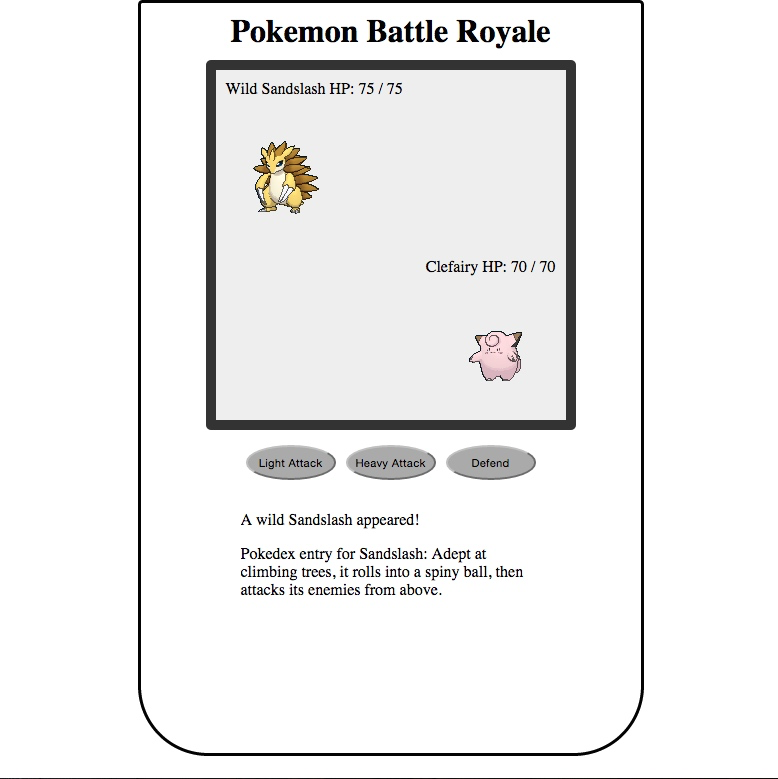 Pokemon Battle Royale
Wild Sandslash HP: 75 / 75
Clefairy HP: 70 / 70
Light Attack
Heavy Attack
Defend
A wild Sandslash appeared!
Pokedex entry for Sandslash: Adept at
climbing trees, it rolls into a spiny ball, then
attacks its enemies from above.